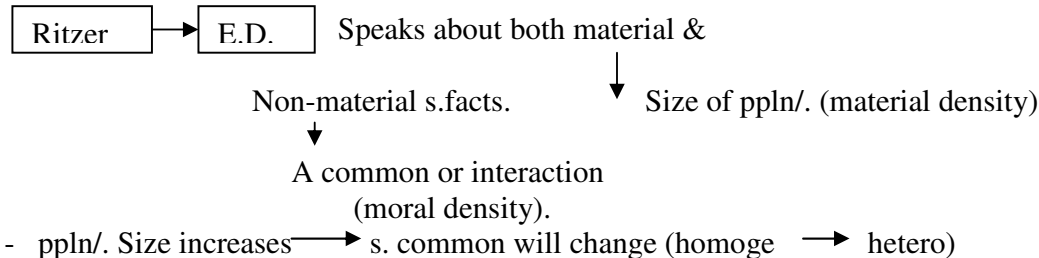 Ritzer E.D. Speaks about both material &
Non-material s.facts. Size of ppln/. (material density)
A common or interaction
(moral density).
- ppln/. Size increases s. common will change (homoge hetero)